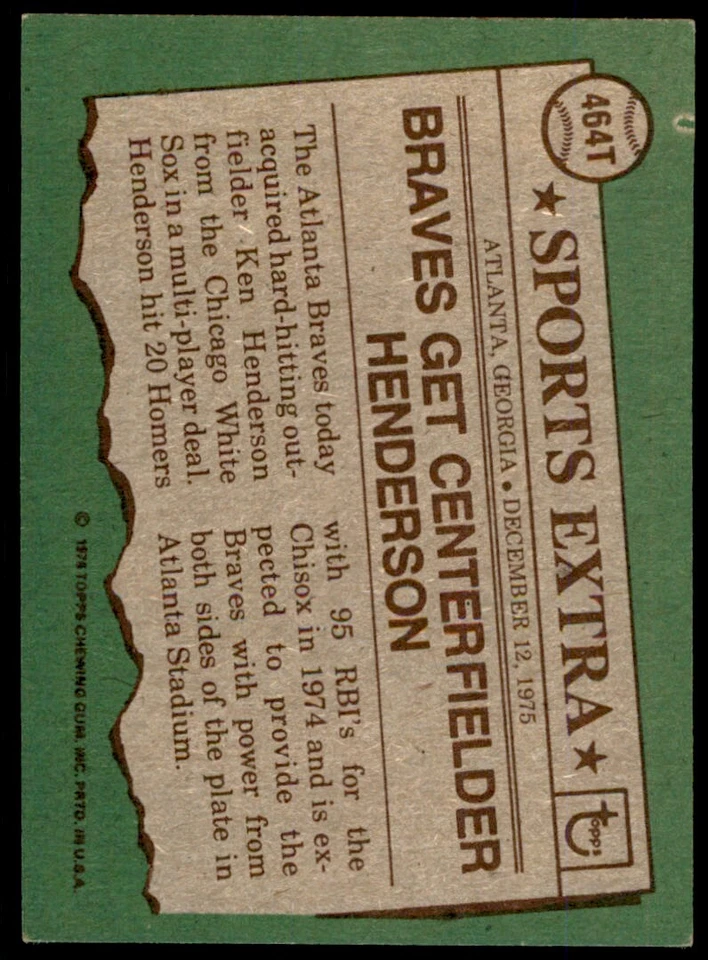 464T
★ SPORTS EXTRA ★
topps
ATLANTA, GEORGIA • DECEMBER 12, 1975
BRAVES GET CENTERFIELDER
HENDERSON
The Atlanta Braves today
acquired hard-hitting out-
fielder Ken Henderson
from the Chicago White
Sox in a multi-player deal.
Henderson hit 20 Homers
with 95 RBI's for the
Chisox in 1974 and is ex-
pected to provide the
Braves with power from
both sides of the plate in
Atlanta Stadium.
© 1976 TOPPS CHEWING GUM, INC. PRTD. IN U.S.A.